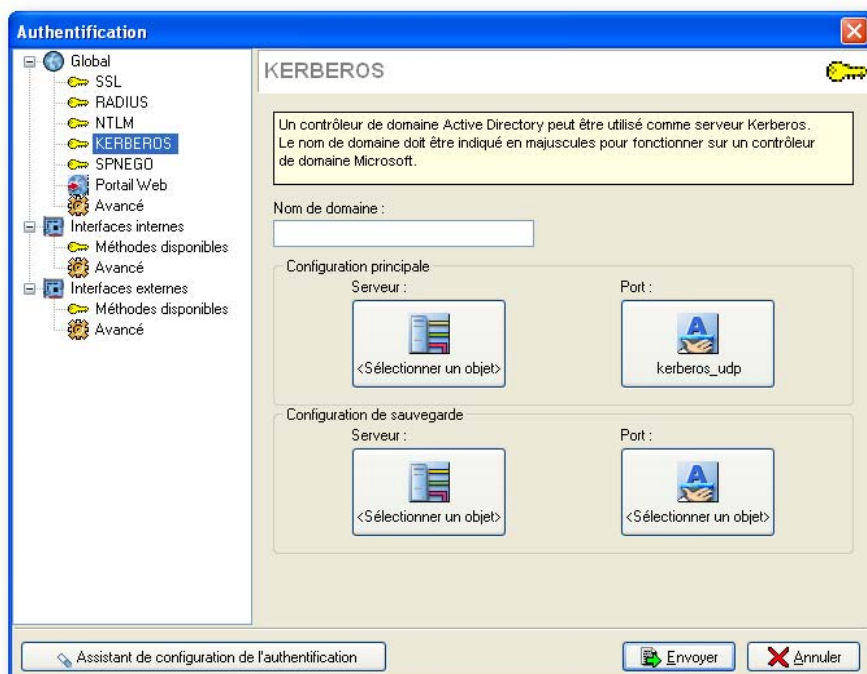 Authentification
Global
SSL
RADIUS
NTLM
KERBEROS
SPNEGO
Portail Web
Avancé
Interfaces internes
Méthodes disponibles
Avancé
Interfaces externes
Méthodes disponibles
Avancé
KERBEROS
Un contrôleur de domaine Active Directory peut être utilisé comme serveur Kerberos.
Le nom de domaine doit être indiqué en majuscules pour fonctionner sur un contrôleur
de domaine Microsoft.
Nom de domaine :
Configuration principale
Serveur : Port :
<Sélectionner un objet> kerberos_udp
Configuration de sauvegarde
Serveur : Port :
<Sélectionner un objet> <Sélectionner un objet>
Assistant de configuration de l'authentification Envoyer Annuler